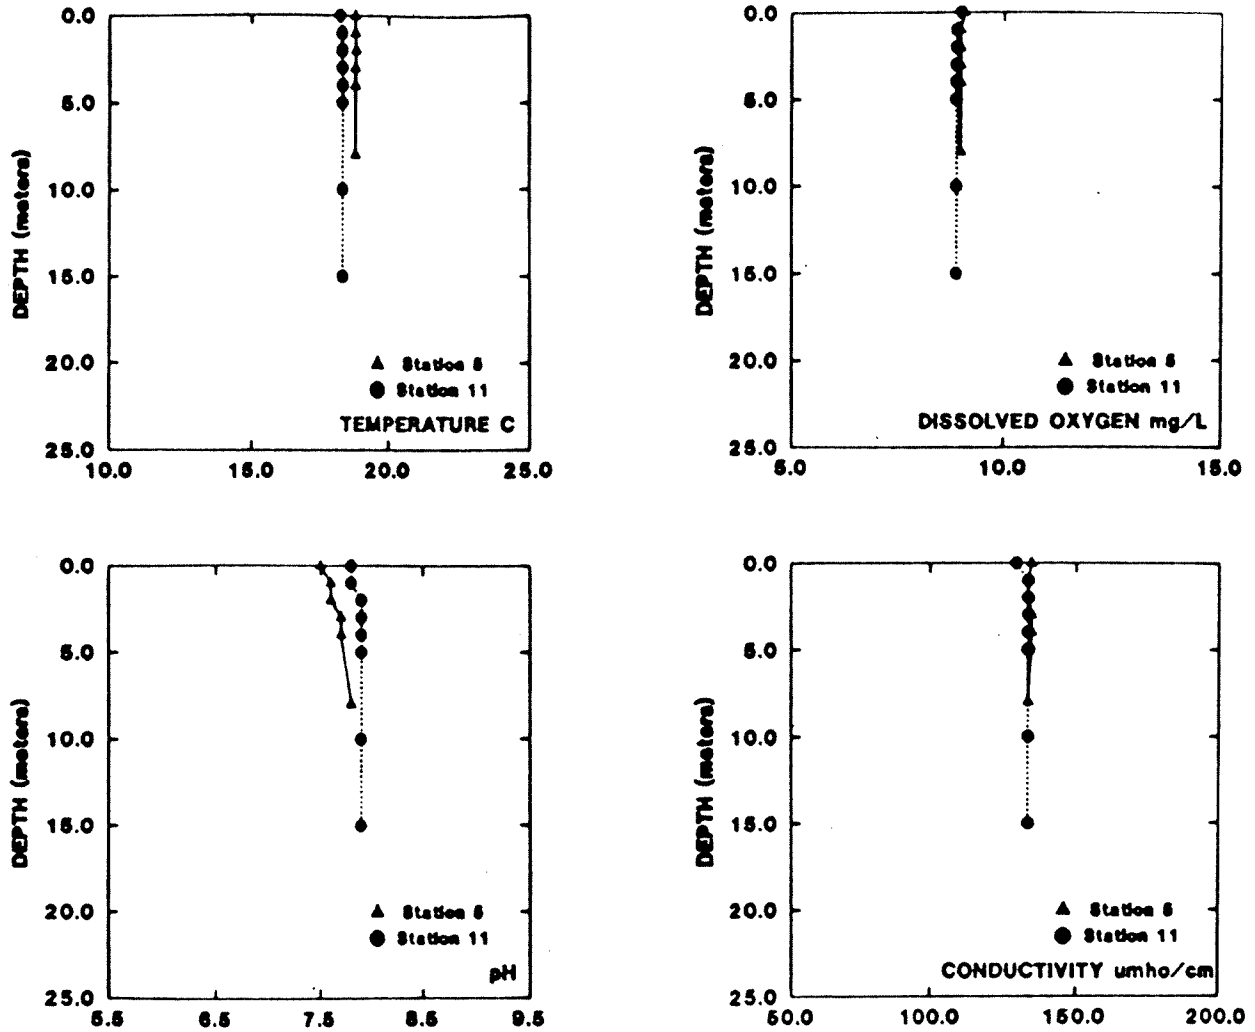 0.0
5.0
10.0
15.0
20.0
25.0
DEPTH (meters)
Station 5
Station 11
TEMPERATURE C
10.0 15.0 20.0 25.0
0.0
5.0
10.0
15.0
20.0
25.0
DEPTH (meters)
Station 5
Station 11
DISSOLVED OXYGEN mg/L
5.0 10.0 15.0
0.0
5.0
10.0
15.0
20.0
25.0
DEPTH (meters)
Station 5
Station 11
pH
5.5 6.5 7.5 8.5 9.5
0.0
5.0
10.0
15.0
20.0
25.0
DEPTH (meters)
Station 5
Station 11
CONDUCTIVITY umho/cm
50.0 100.0 150.0 200.0